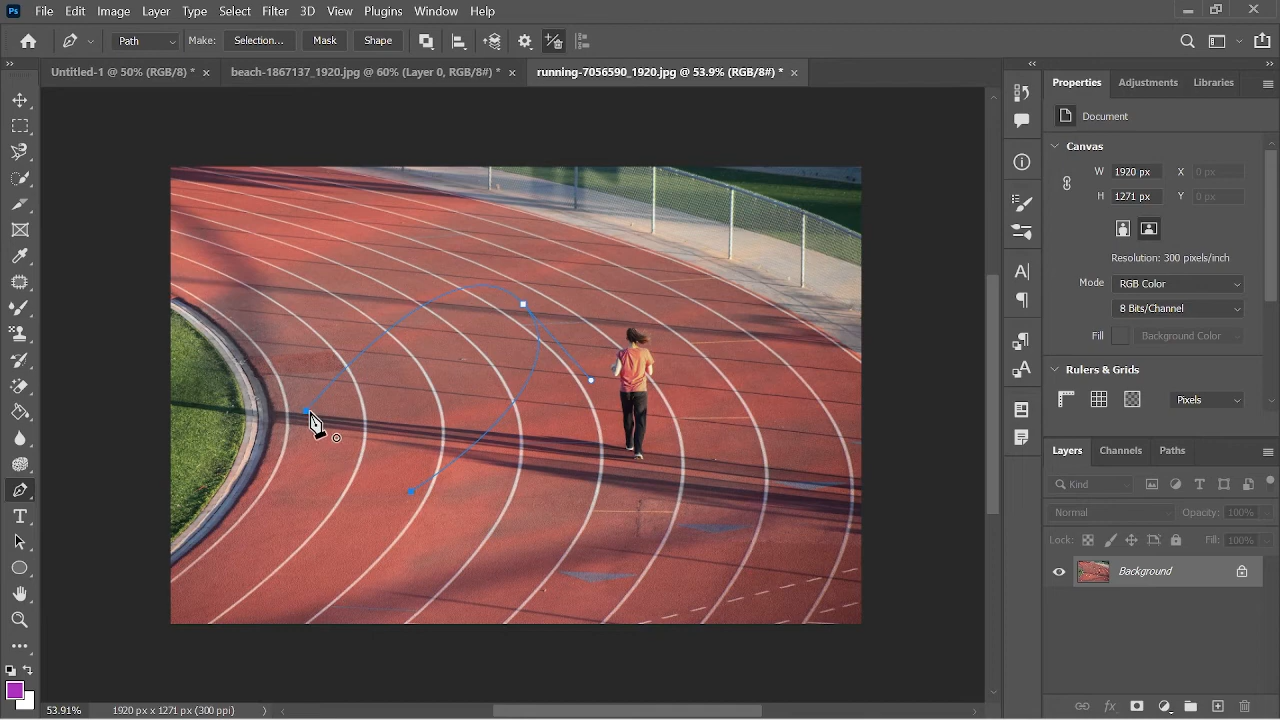 Ps File Edit Image Layer Type Select Filter 3D View Plugins Window Help
Path Make: Selection... Mask Shape
Untitled-1 @ 50% (RGB/8) * × beach-1867137_1920.jpg @ 60% (Layer 0, RGB/8#) * × running-7056590_1920.jpg @ 53.9% (RGB/8#) * ×
Properties Adjustments Libraries
Document
Canvas
W 1920 px X 0 px
H 1271 px Y 0 px
Resolution: 300 pixels/inch
Mode RGB Color
8 Bits/Channel
Fill Background Color
Rulers & Grids
Pixels
Layers Channels Paths
Kind
Normal Opacity: 100%
Lock: Fill: 100%
Background
53.91% 1920 px x 1271 px (300 ppi)